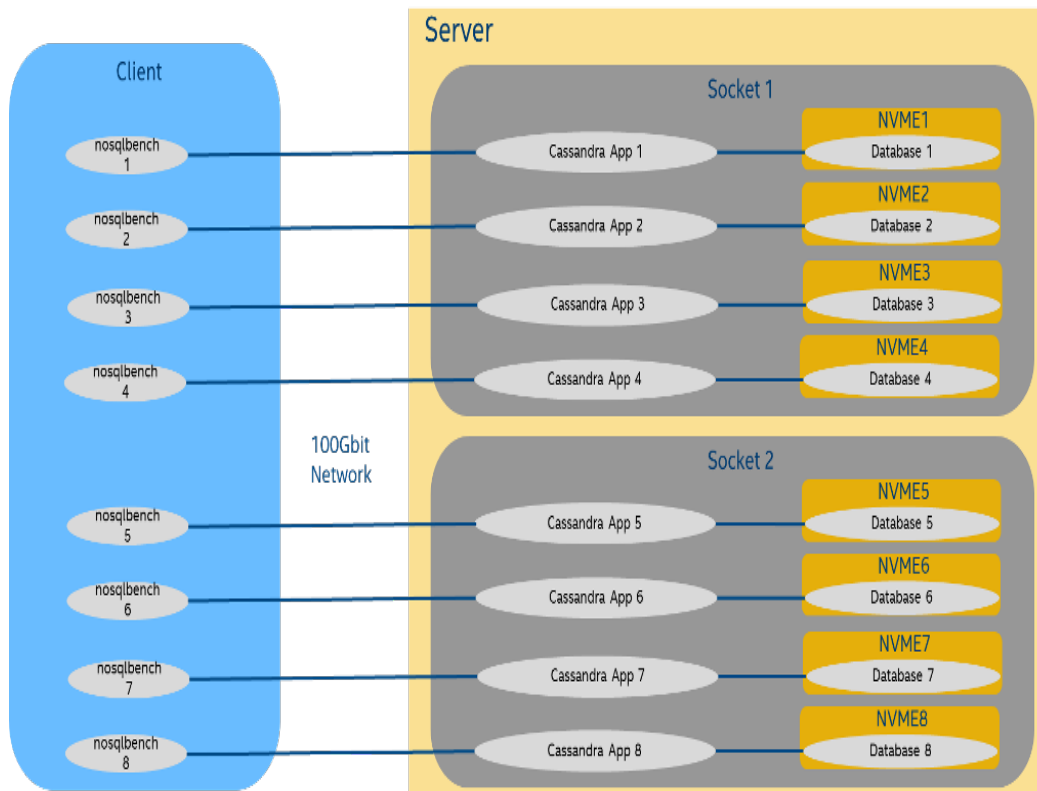 Server
Client
Socket 1
nosqlbench
1
Cassandra App 1
NVME1
Database 1
nosqlbench
2
Cassandra App 2
NVME2
Database 2
nosqlbench
3
Cassandra App 3
NVME3
Database 3
nosqlbench
4
Cassandra App 4
NVME4
Database 4
100Gbit
Network
Socket 2
nosqlbench
5
Cassandra App 5
NVME5
Database 5
nosqlbench
6
Cassandra App 6
NVME6
Database 6
nosqlbench
7
Cassandra App 7
NVME7
Database 7
nosqlbench
8
Cassandra App 8
NVME8
Database 8